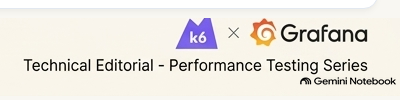 k6 × Grafana
Technical Editorial - Performance Testing Series
Gemini Notebook